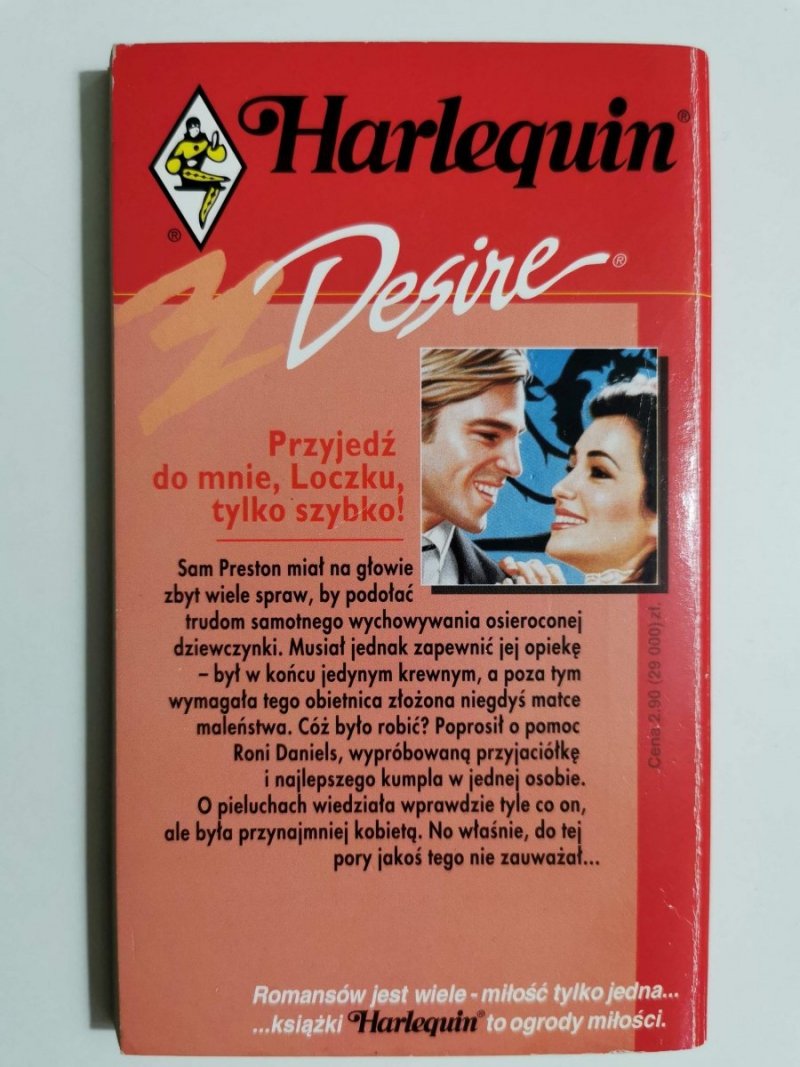 Harlequin®
®
Desire®
Przyjedź
do mnie, Loczku,
tylko szybko!
Sam Preston miał na głowie
zbyt wiele spraw, by podołać
trudom samotnego wychowywania osieroconej
dziewczynki. Musiał jednak zapewnić jej opiekę
– był w końcu jedynym krewnym, a poza tym
wymagała tego obietnica złożona niegdyś matce
maleństwa. Cóż było robić? Poprosił o pomoc
Roni Daniels, wypróbowaną przyjaciółkę
i najlepszego kumpla w jednej osobie.
O pieluchach wiedziała wprawdzie tyle co on,
ale była przynajmniej kobietą. No właśnie, do tej
pory jakoś tego nie zauważał...
Cena 2.90 (29 000) zł.
Romansów jest wiele - miłość tylko jedna...
...książki Harlequin® to ogrody miłości.